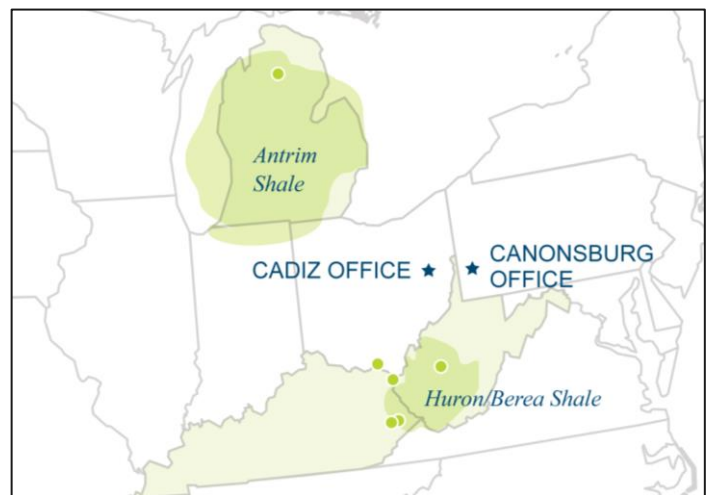 Antrim
Shale
CADIZ OFFICE
CANONSBURG
OFFICE
Huron/Berea Shale